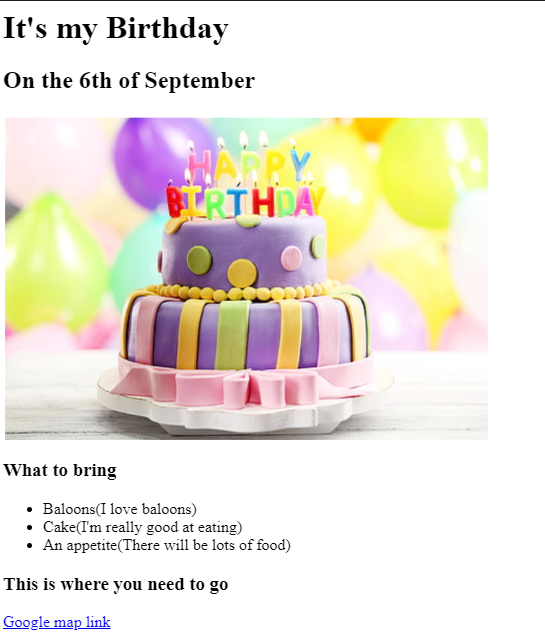 It's my Birthday
On the 6th of September
HAPPY
BIRTHDAY
What to bring
Baloons(I love baloons)
Cake(I'm really good at eating)
An appetite(There will be lots of food)
This is where you need to go
Google map link